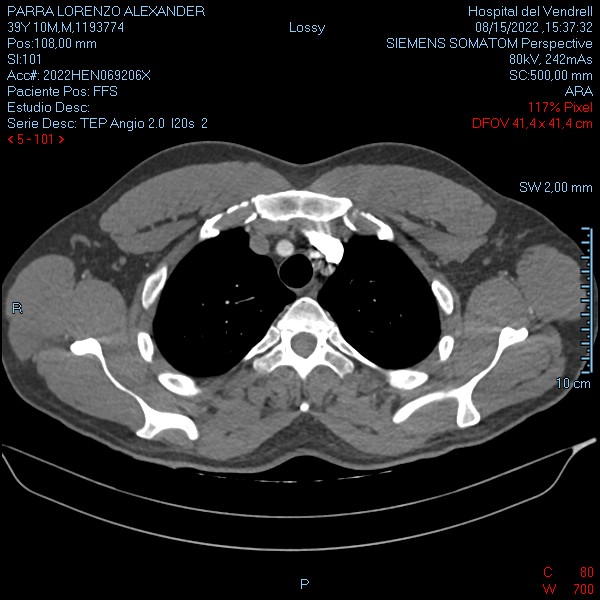 PARRA LORENZO ALEXANDER
39Y 10M,M,1193774
Pos:108,00 mm
SI:101
Acc#: 2022HEN069206X
Paciente Pos: FFS
Estudio Desc:
Serie Desc: TEP Angio 2.0 I20s 2
< 5 - 101 >
Lossy
Hospital del Vendrell
08/15/2022 ,15:37:32
SIEMENS SOMATOM Perspective
80kV, 242mAs
SC:500,00 mm
ARA
117% Pixel
DFOV 41,4 x 41,4 cm
SW 2,00 mm
R
10 cm
P
C 80
W 700